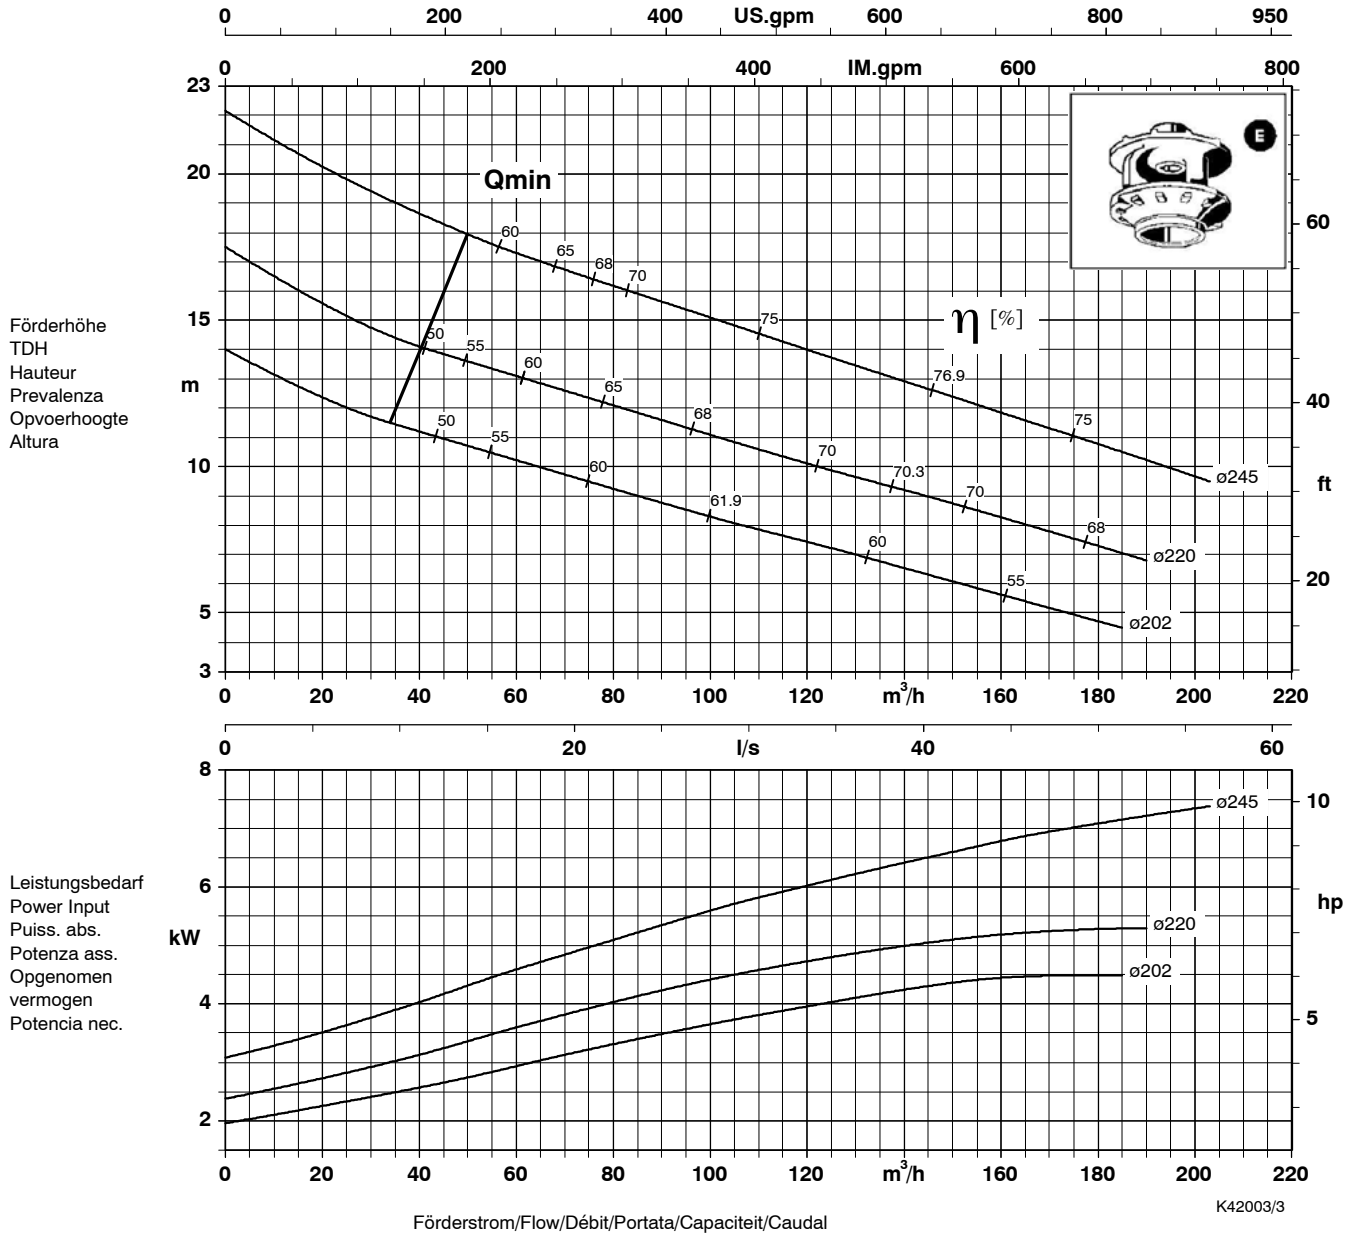 0 200 400 US.gpm 600 800 950
0 200 400 IM.gpm 600 800
23
20
15
m
10
5
3
Förderhöhe
TDH
Hauteur
Prevalenza
Opvoerhoogte
Altura
Qmin
E
η [%]
60 65 68 70 75 76.9 75
ø245
50 55 60 65 68 70 70.3 70 68
ø220
50 55 60 61.9 60 55
ø202
60
40
ft
20
0 20 40 60 80 100 120 m³/h 160 180 200 220
0 20 l/s 40 60
8
6
kW
4
2
Leistungsbedarf
Power Input
Puiss. abs.
Potenza ass.
Opgenomen
vermogen
Potencia nec.
ø245
ø220
ø202
10
hp
5
0 20 40 60 80 100 120 m³/h 160 180 200 220
K42003/3
Förderstrom/Flow/Débit/Portata/Capaciteit/Caudal